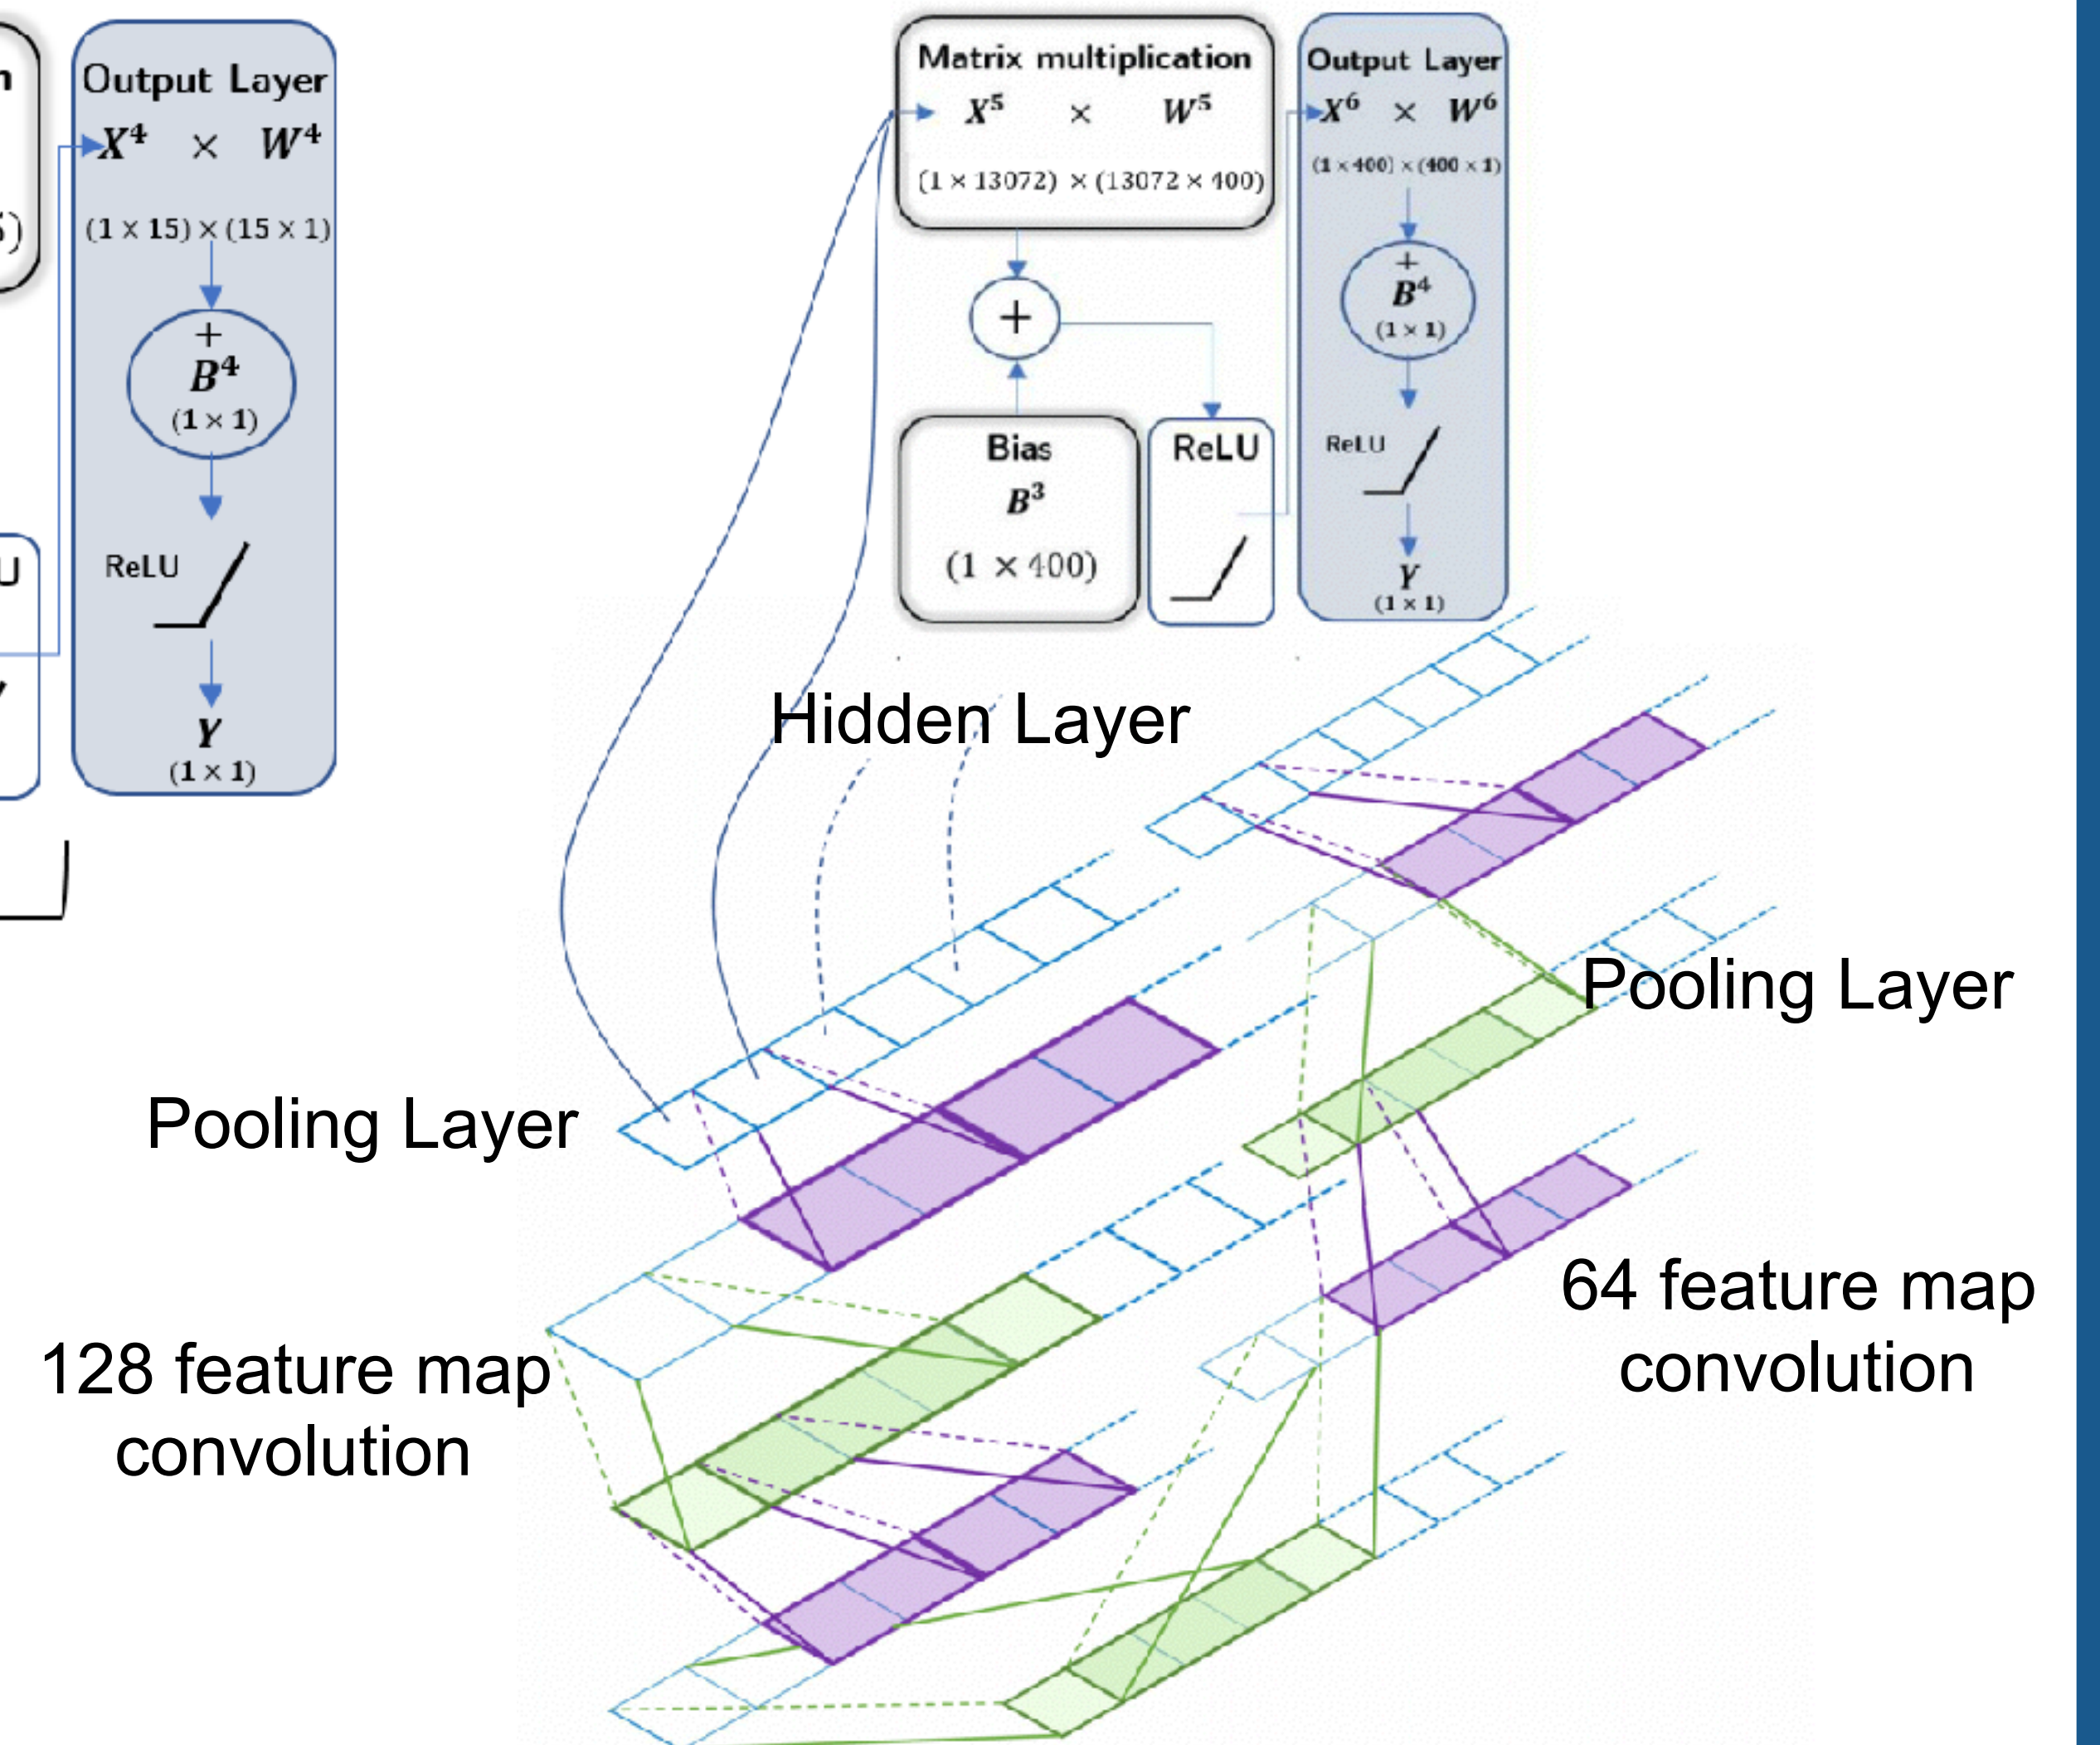 Output Layer
X⁴ × W⁴
(1 × 15) × (15 × 1)
+
B⁴
(1 × 1)
ReLU
Y
(1 × 1)
Matrix multiplication
X⁵ × W⁵
(1 × 13072) × (13072 × 400)
+
Bias
B³
(1 × 400)
ReLU
Output Layer
X⁶ × W⁶
(1 × 400) × (400 × 1)
+
B⁴
(1 × 1)
ReLU
Y
(1 × 1)
Hidden Layer
Pooling Layer
Pooling Layer
64 feature map
convolution
128 feature map
convolution